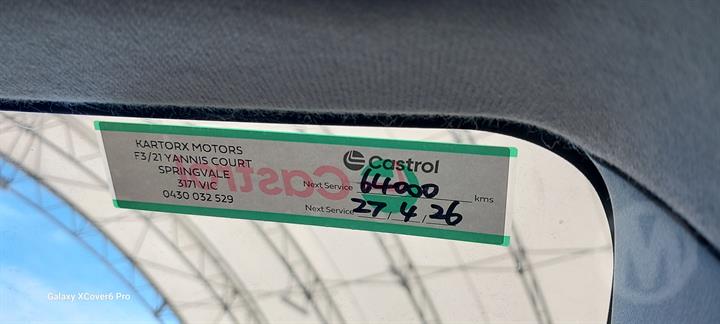 KARTORX MOTORS
F3/21 YANNIS COURT
SPRINGVALE
3171 VIC
0430 032 529
Castrol
Next Service 64000 kms
Next Service 27/4/26
Castrol
Galaxy XCover6 Pro
M